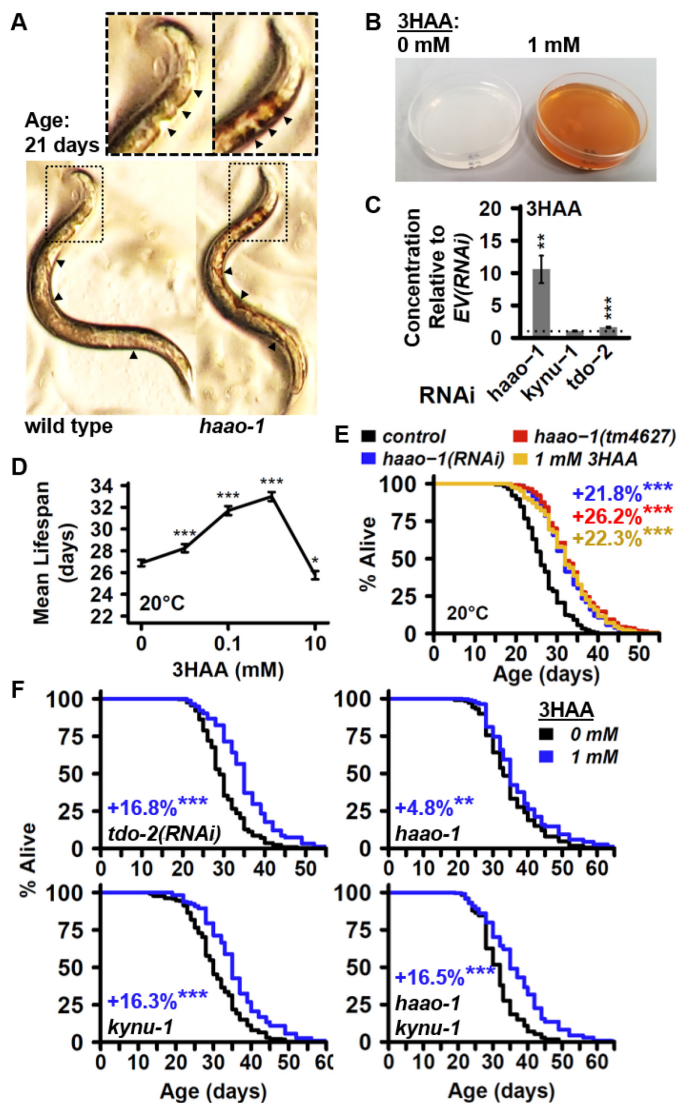 A
Age:
21 days
wild type
haao-1
B
3HAA:
0 mM
1 mM
C
Concentration
Relative to
EV(RNAi)
20
15
10
5
0
3HAA
**
***
haao−1
kynu−1
tdo−2
RNAi
D
Mean Lifespan
(days)
34
32
30
28
26
24
22
***
***
***
*
20°C
0
0.1
10
3HAA (mM)
E
control
haao−1(RNAi)
haao−1(tm4627)
1 mM 3HAA
% Alive
100
75
50
25
0
+21.8%***
+26.2%***
+22.3%***
20°C
0 10 20 30 40 50
Age (days)
F
% Alive
100
75
50
25
0
+16.8%***
tdo-2(RNAi)
0 10 20 30 40 50
100
75
50
25
0
3HAA
0 mM
1 mM
+4.8%**
haao-1
0 10 20 30 40 50 60
100
75
50
25
0
+16.3%***
kynu-1
0 10 20 30 40 50 60
Age (days)
100
75
50
25
0
+16.5%***
haao-1
kynu-1
0 10 20 30 40 50 60
Age (days)